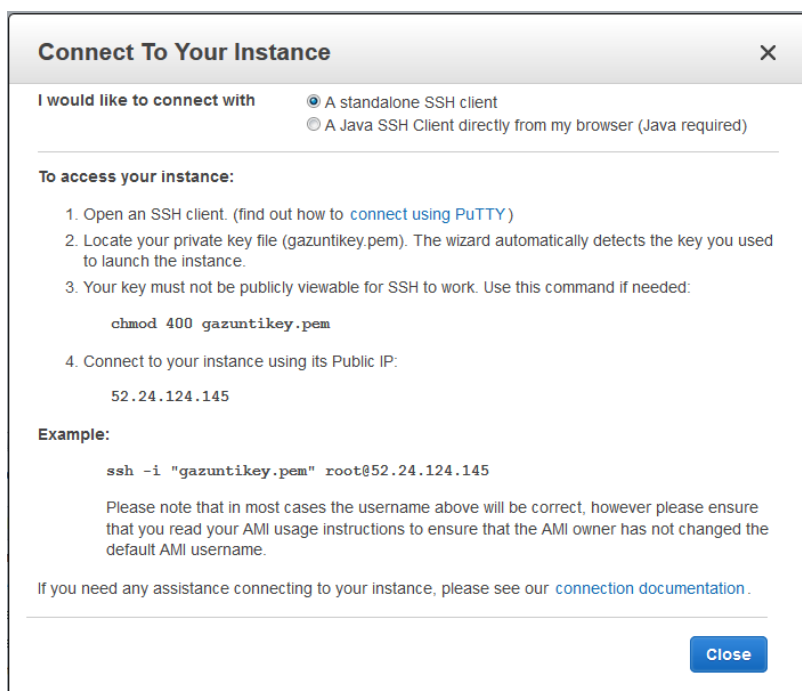 Connect To Your Instance
I would like to connect with
A standalone SSH client
A Java SSH Client directly from my browser (Java required)
To access your instance:
1. Open an SSH client. (find out how to connect using PuTTY)
2. Locate your private key file (gazuntikey.pem). The wizard automatically detects the key you used
to launch the instance.
3. Your key must not be publicly viewable for SSH to work. Use this command if needed:
chmod 400 gazuntikey.pem
4. Connect to your instance using its Public IP:
52.24.124.145
Example:
ssh -i "gazuntikey.pem" root@52.24.124.145
Please note that in most cases the username above will be correct, however please ensure
that you read your AMI usage instructions to ensure that the AMI owner has not changed the
default AMI username.
If you need any assistance connecting to your instance, please see our connection documentation.
Close